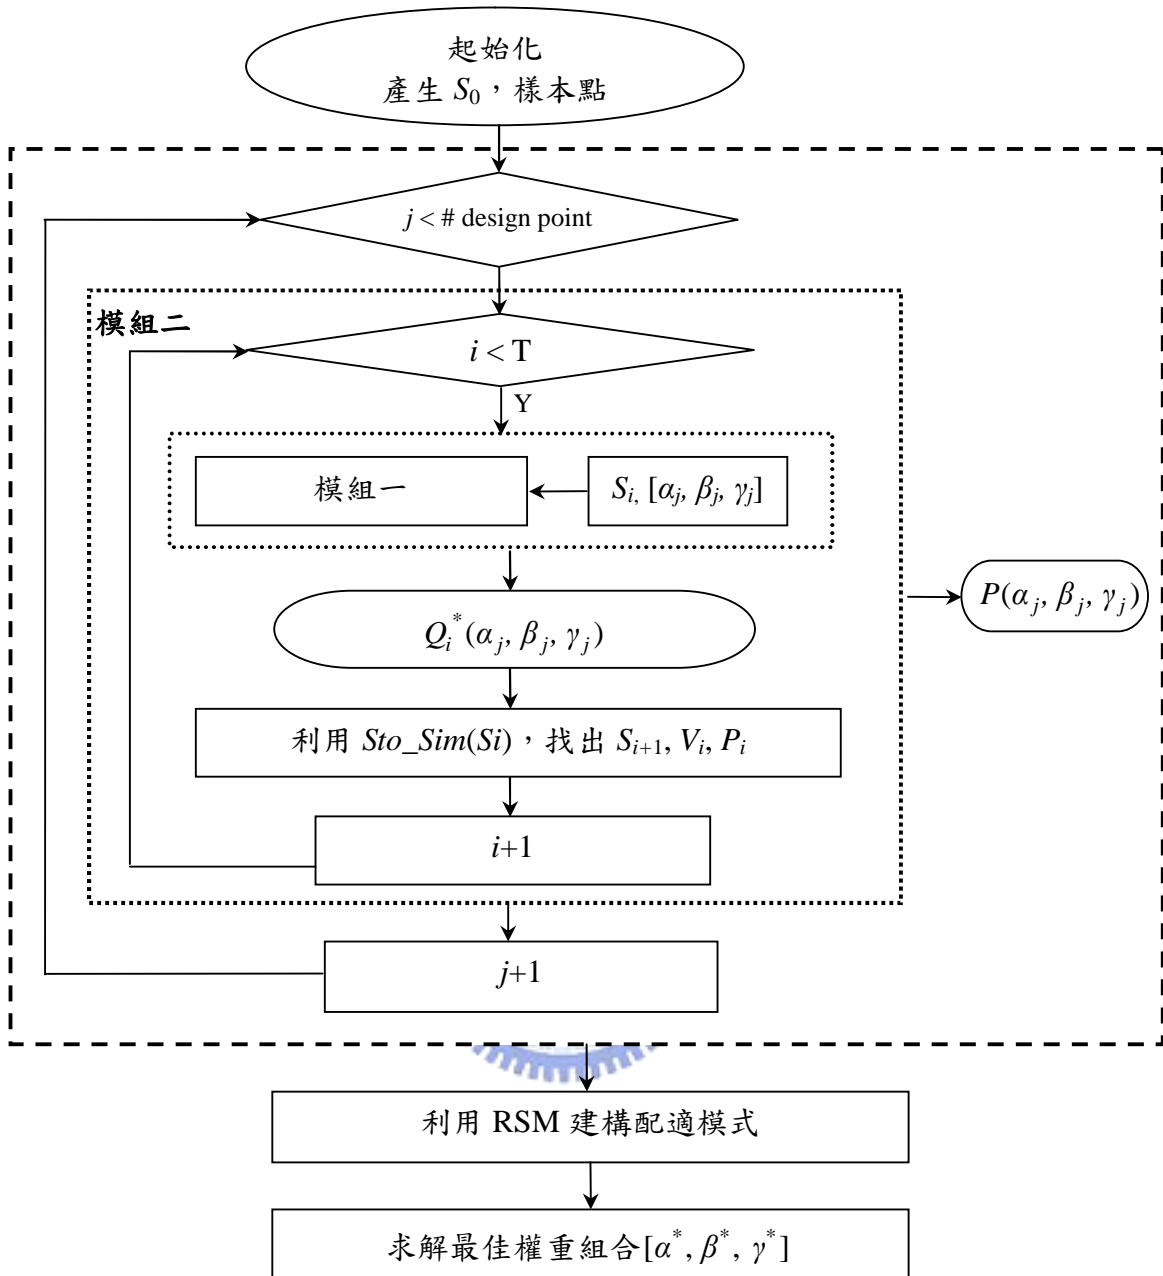 起始化
產生 S₀，樣本點
j < # design point
模組二
i < T
Y
模組一
Sᵢ, [αⱼ, βⱼ, γⱼ]
Qᵢ*(αⱼ, βⱼ, γⱼ)
P(αⱼ, βⱼ, γⱼ)
利用 Sto_Sim(Si)，找出 Sᵢ₊₁, Vᵢ, Pᵢ
i+1
j+1
利用 RSM 建構配適模式
求解最佳權重組合[α*, β*, γ*]